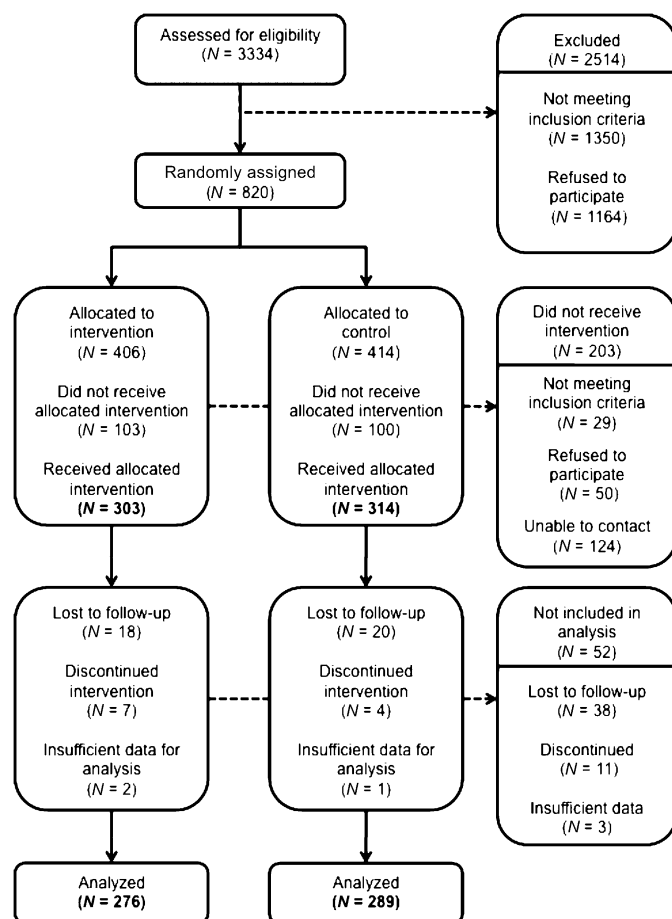 Assessed for eligibility
(N = 3334)
Excluded
(N = 2514)
Not meeting
inclusion criteria
(N = 1350)
Refused to
participate
(N = 1164)
Randomly assigned
(N = 820)
Allocated to
intervention
(N = 406)
Did not receive
allocated intervention
(N = 103)
Received allocated
intervention
(N = 303)
Allocated to
control
(N = 414)
Did not receive
allocated intervention
(N = 100)
Received allocated
intervention
(N = 314)
Did not receive
intervention
(N = 203)
Not meeting
inclusion criteria
(N = 29)
Refused to
participate
(N = 50)
Unable to contact
(N = 124)
Lost to follow-up
(N = 18)
Discontinued
intervention
(N = 7)
Insufficient data for
analysis
(N = 2)
Lost to follow-up
(N = 20)
Discontinued
intervention
(N = 4)
Insufficient data for
analysis
(N = 1)
Not included in
analysis
(N = 52)
Lost to follow-up
(N = 38)
Discontinued
(N = 11)
Insufficient data
(N = 3)
Analyzed
(N = 276)
Analyzed
(N = 289)